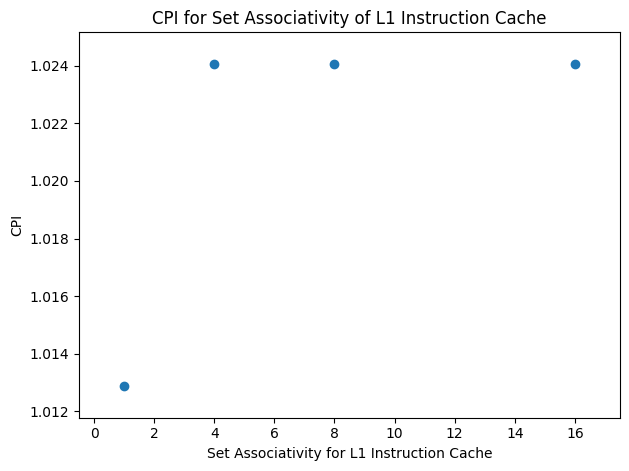 CPI for Set Associativity of L1 Instruction Cache
1.024
1.022
1.020
1.018
1.016
1.014
1.012
CPI
0 2 4 6 8 10 12 14 16
Set Associativity for L1 Instruction Cache